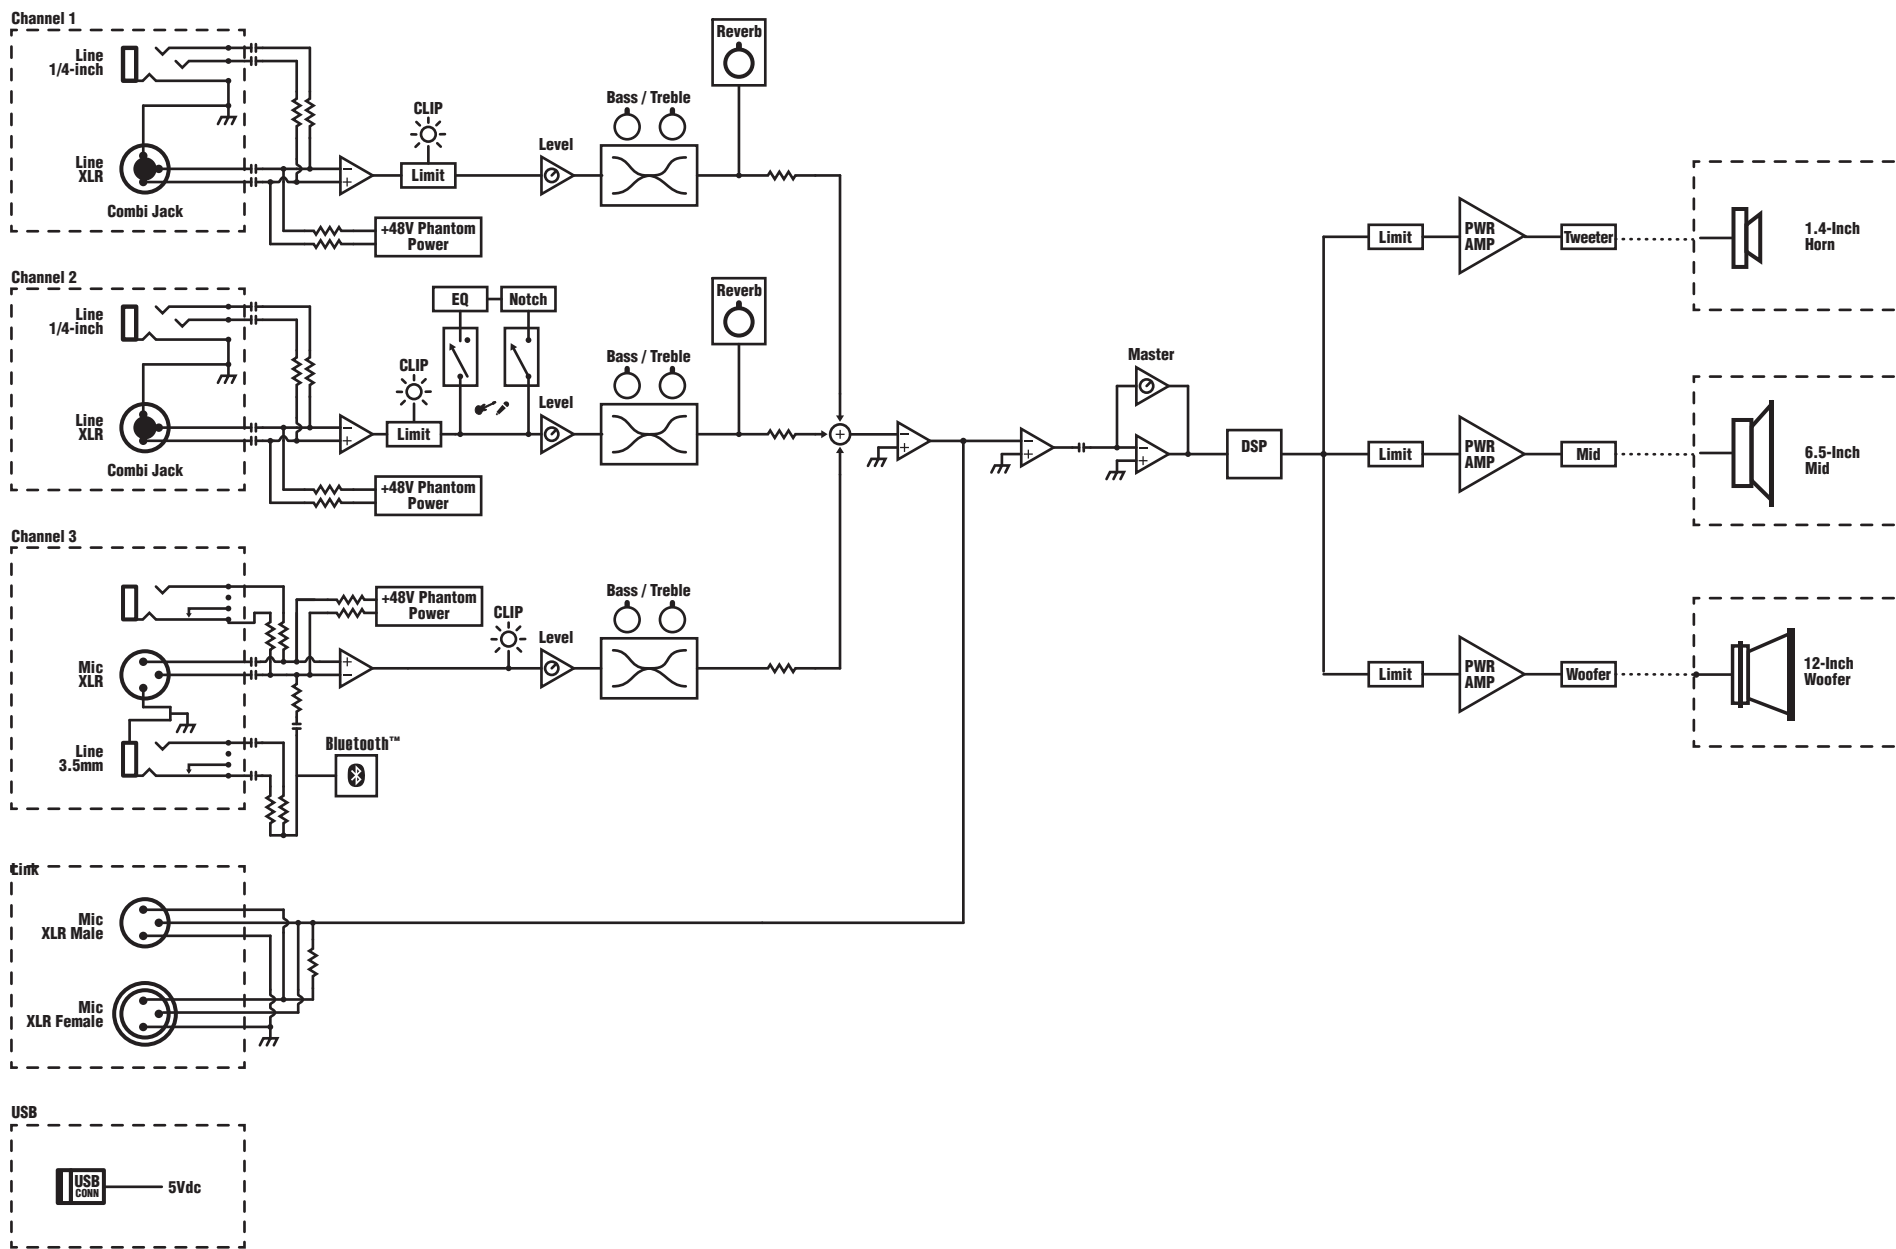 Channel 1
Line
1/4-inch
Line
XLR
Combi Jack
+48V Phantom
Power
CLIP
Limit
Level
Bass / Treble
Reverb
Channel 2
Line
1/4-inch
Line
XLR
Combi Jack
+48V Phantom
Power
CLIP
Limit
EQ
Notch
Level
Bass / Treble
Reverb
Channel 3
Mic
XLR
Line
3.5mm
+48V Phantom
Power
Bluetooth™
CLIP
Level
Bass / Treble
Master
DSP
Limit
PWR
AMP
Tweeter
1.4-Inch
Horn
Limit
PWR
AMP
Mid
6.5-Inch
Mid
Limit
PWR
AMP
Woofer
12-Inch
Woofer
Link
Mic
XLR Male
Mic
XLR Female
USB
USB
CONN
5Vdc